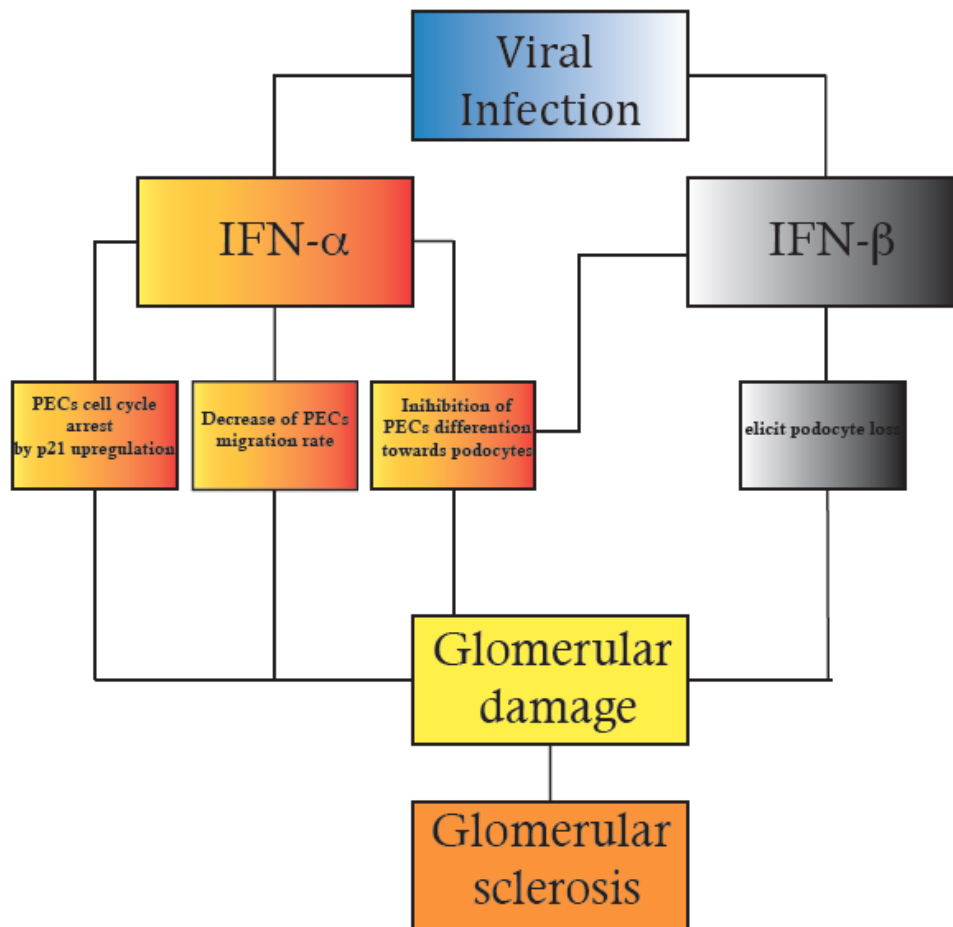 Viral
Infection
IFN-α
IFN-β
PECs cell cycle
arrest
by p21 upregulation
Decrease of PECs
migration rate
Inihibition of
PECs differention
towards podocytes
elicit podocyte loss
Glomerular
damage
Glomerular
sclerosis